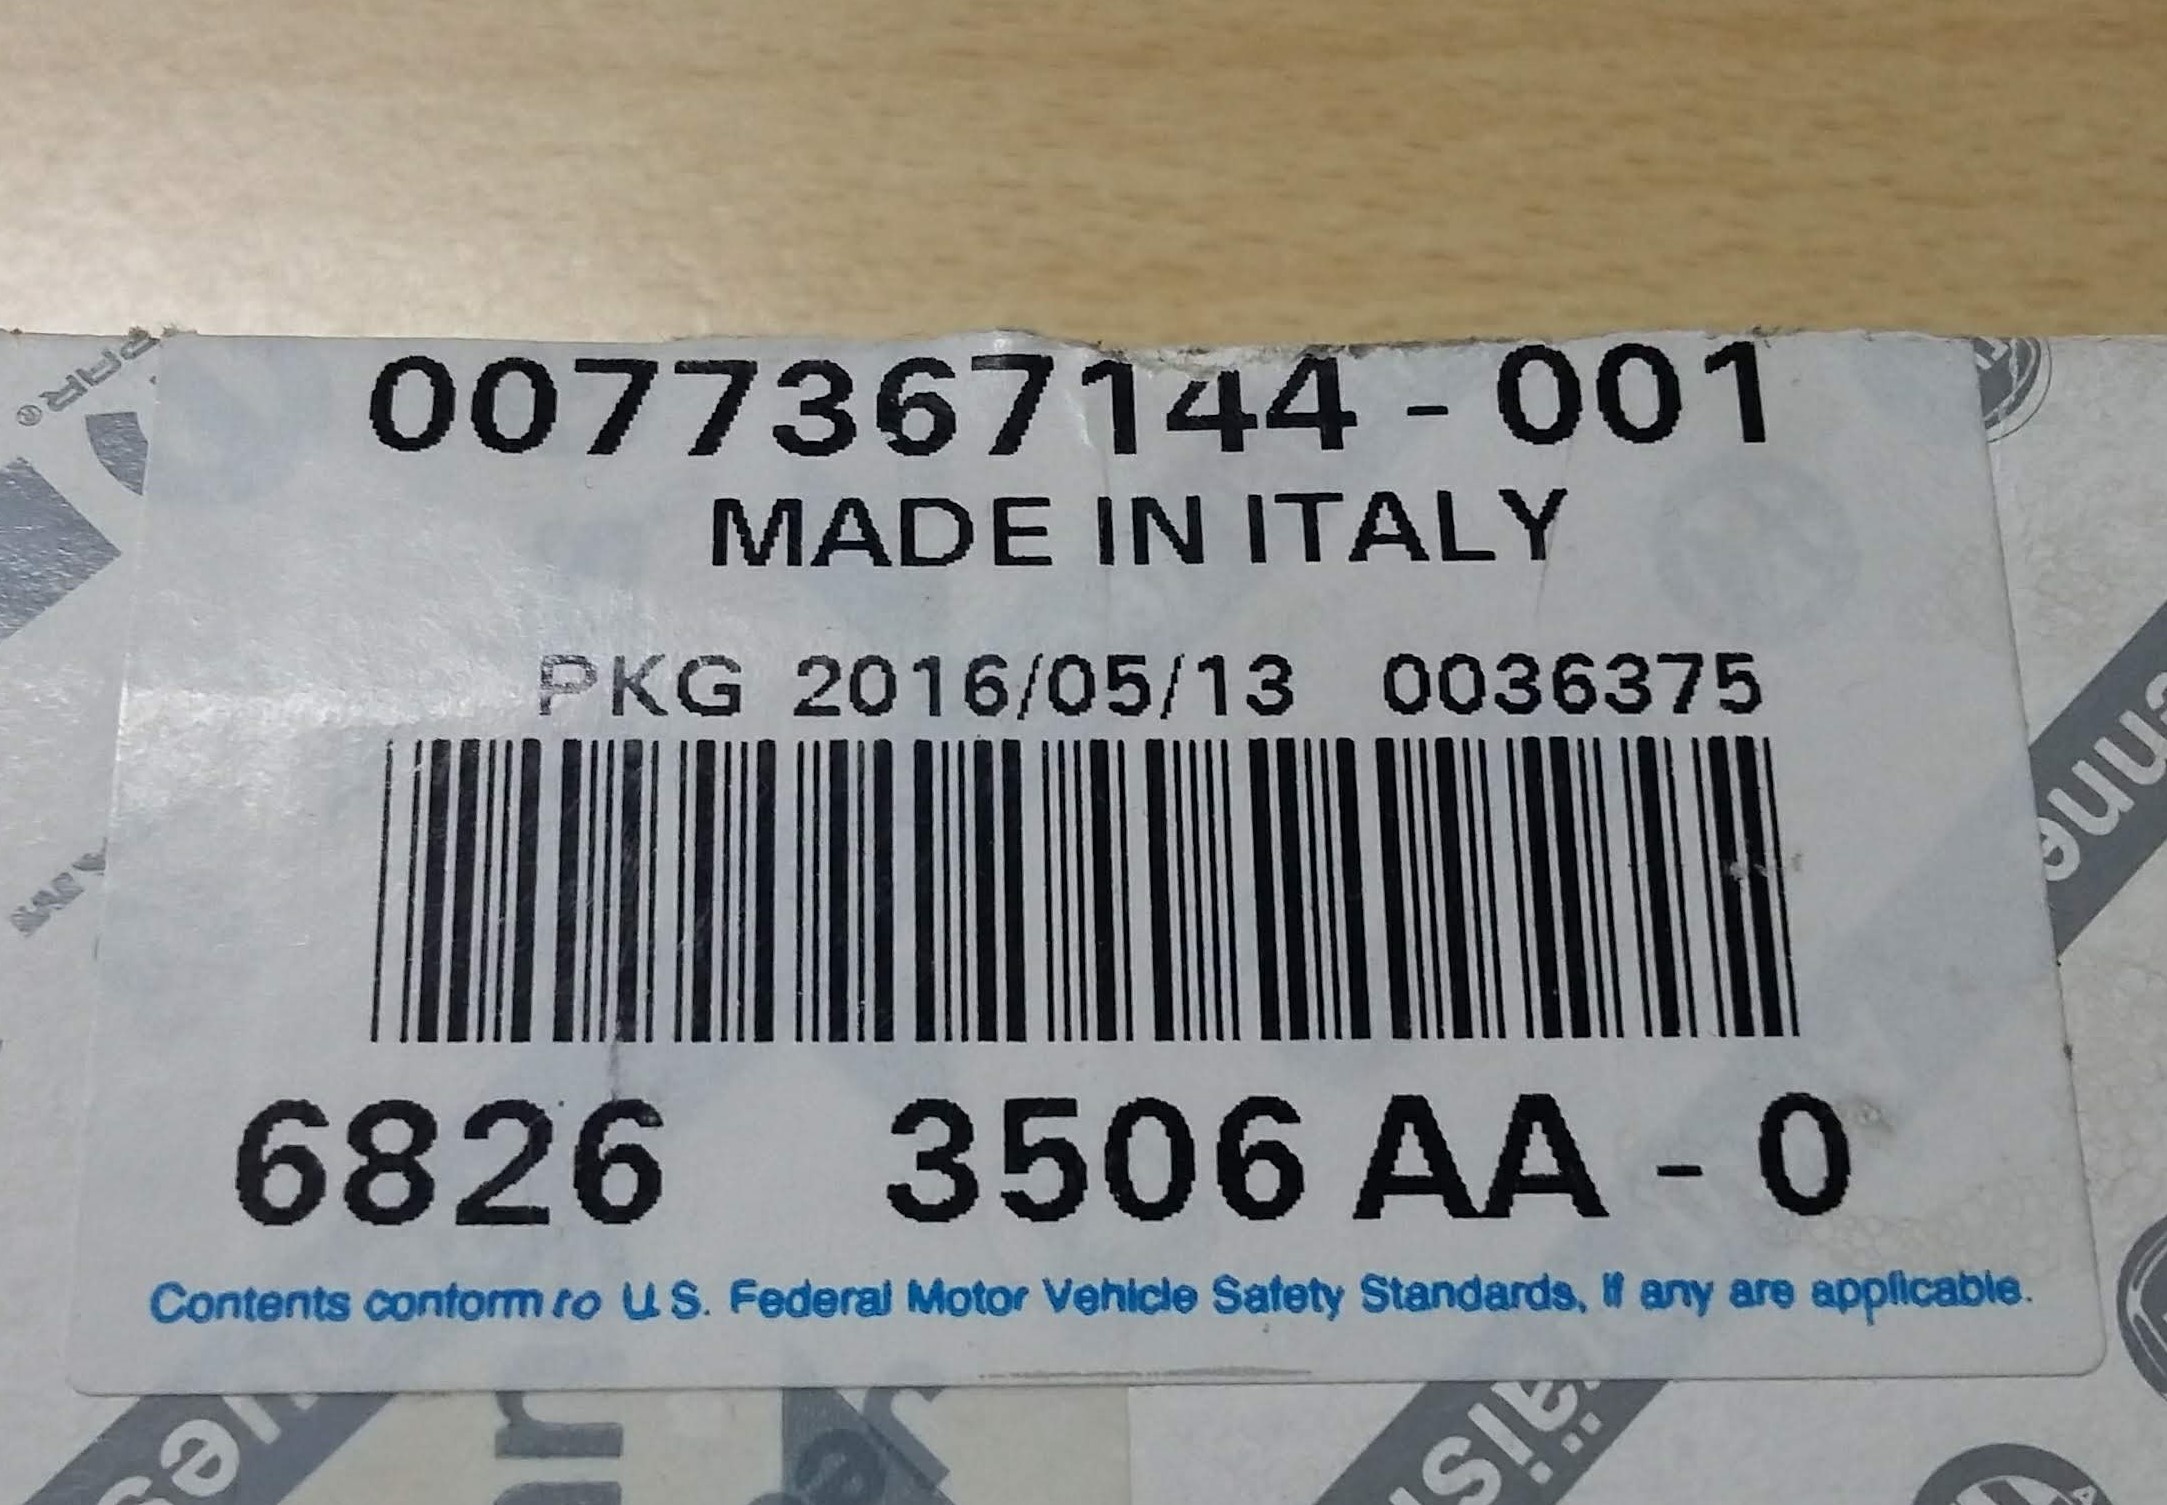 0077367144-001
MADE IN ITALY
PKG 2016/05/13 0036375
6826 3506 AA - 0
Contents conform to U.S. Federal Motor Vehicle Safety Standards, if any are applicable.